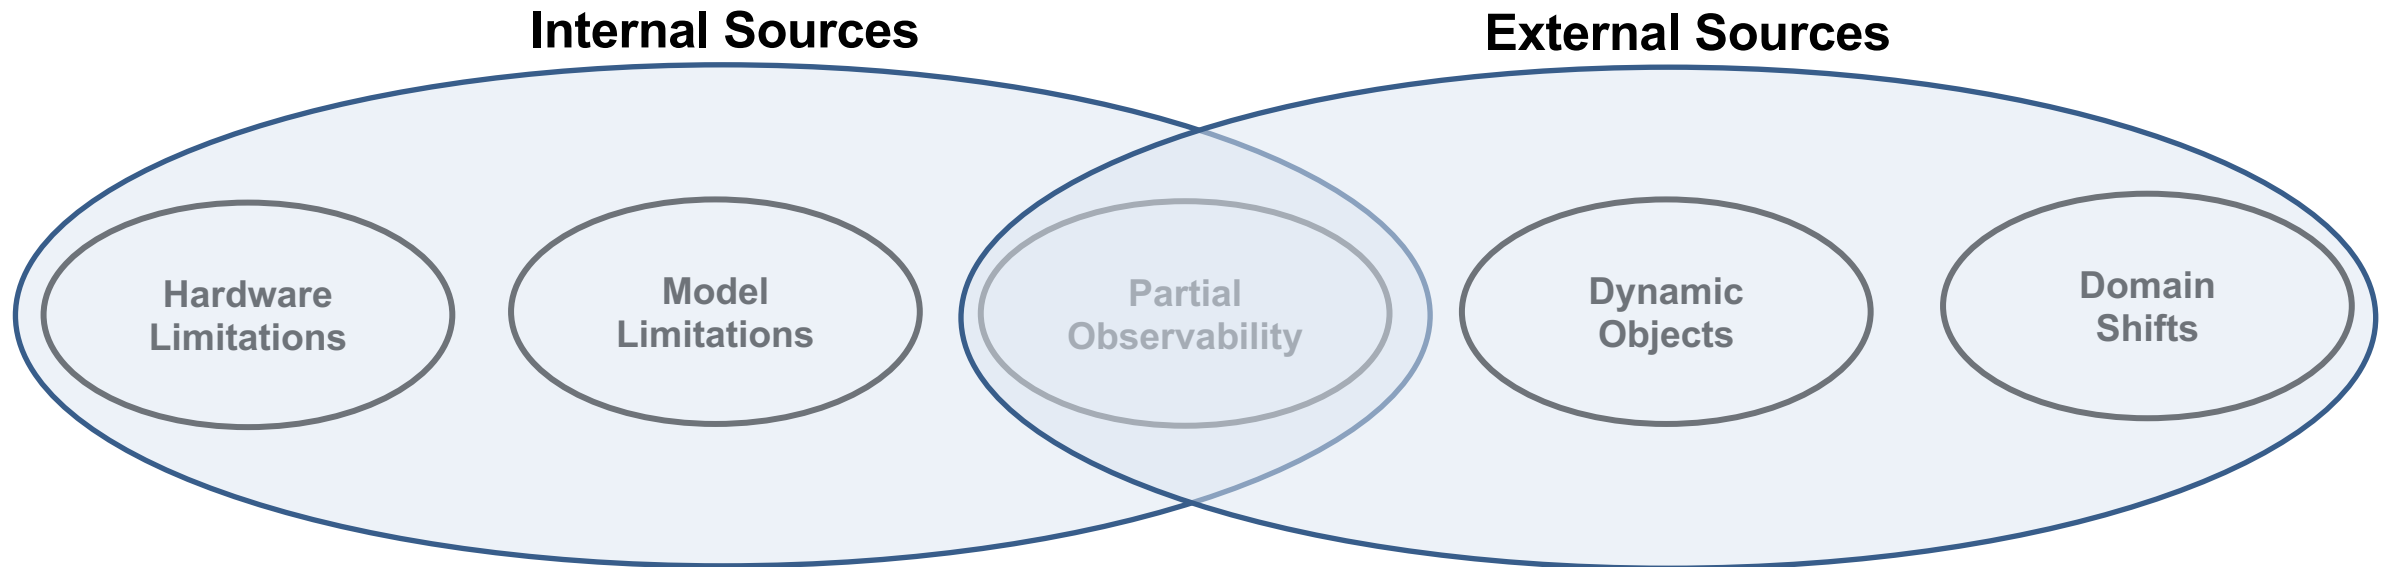 Internal Sources
External Sources
Hardware
Limitations
Model
Limitations
Partial
Observability
Dynamic
Objects
Domain
Shifts